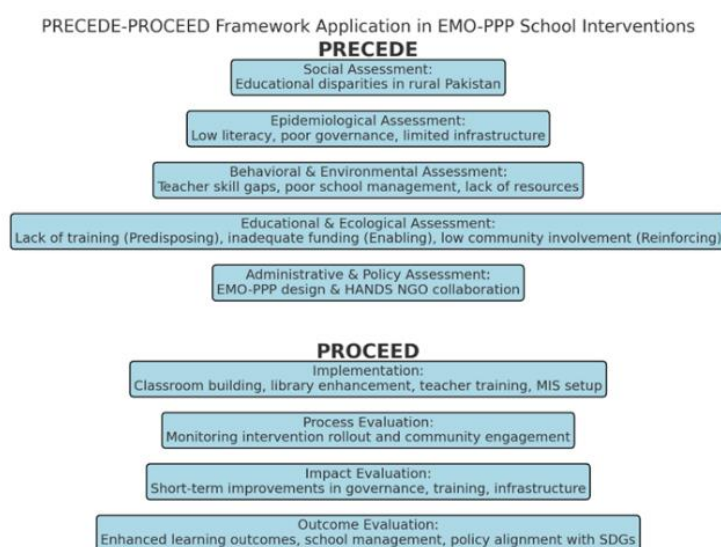 PRECEDE-PROCEED Framework Application in EMO-PPP School Interventions
PRECEDE
Social Assessment:
Educational disparities in rural Pakistan
Epidemiological Assessment:
Low literacy, poor governance, limited infrastructure
Behavioral & Environmental Assessment:
Teacher skill gaps, poor school management, lack of resources
Educational & Ecological Assessment:
Lack of training (Predisposing), inadequate funding (Enabling), low community involvement (Reinforcing)
Administrative & Policy Assessment:
EMO-PPP design & HANDS NGO collaboration
PROCEED
Implementation:
Classroom building, library enhancement, teacher training, MIS setup
Process Evaluation:
Monitoring intervention rollout and community engagement
Impact Evaluation:
Short-term improvements in governance, training, infrastructure
Outcome Evaluation:
Enhanced learning outcomes, school management, policy alignment with SDGs